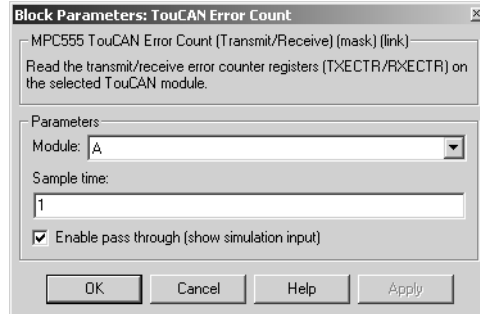 Block Parameters: TouCAN Error Count
MPC555 TouCAN Error Count (Transmit/Receive) (mask) (link)
Read the transmit/receive error counter registers (TXECTR/RXECTR) on
the selected TouCAN module.
Parameters
Module: A
Sample time:
1
Enable pass through (show simulation input)
OK Cancel Help Apply